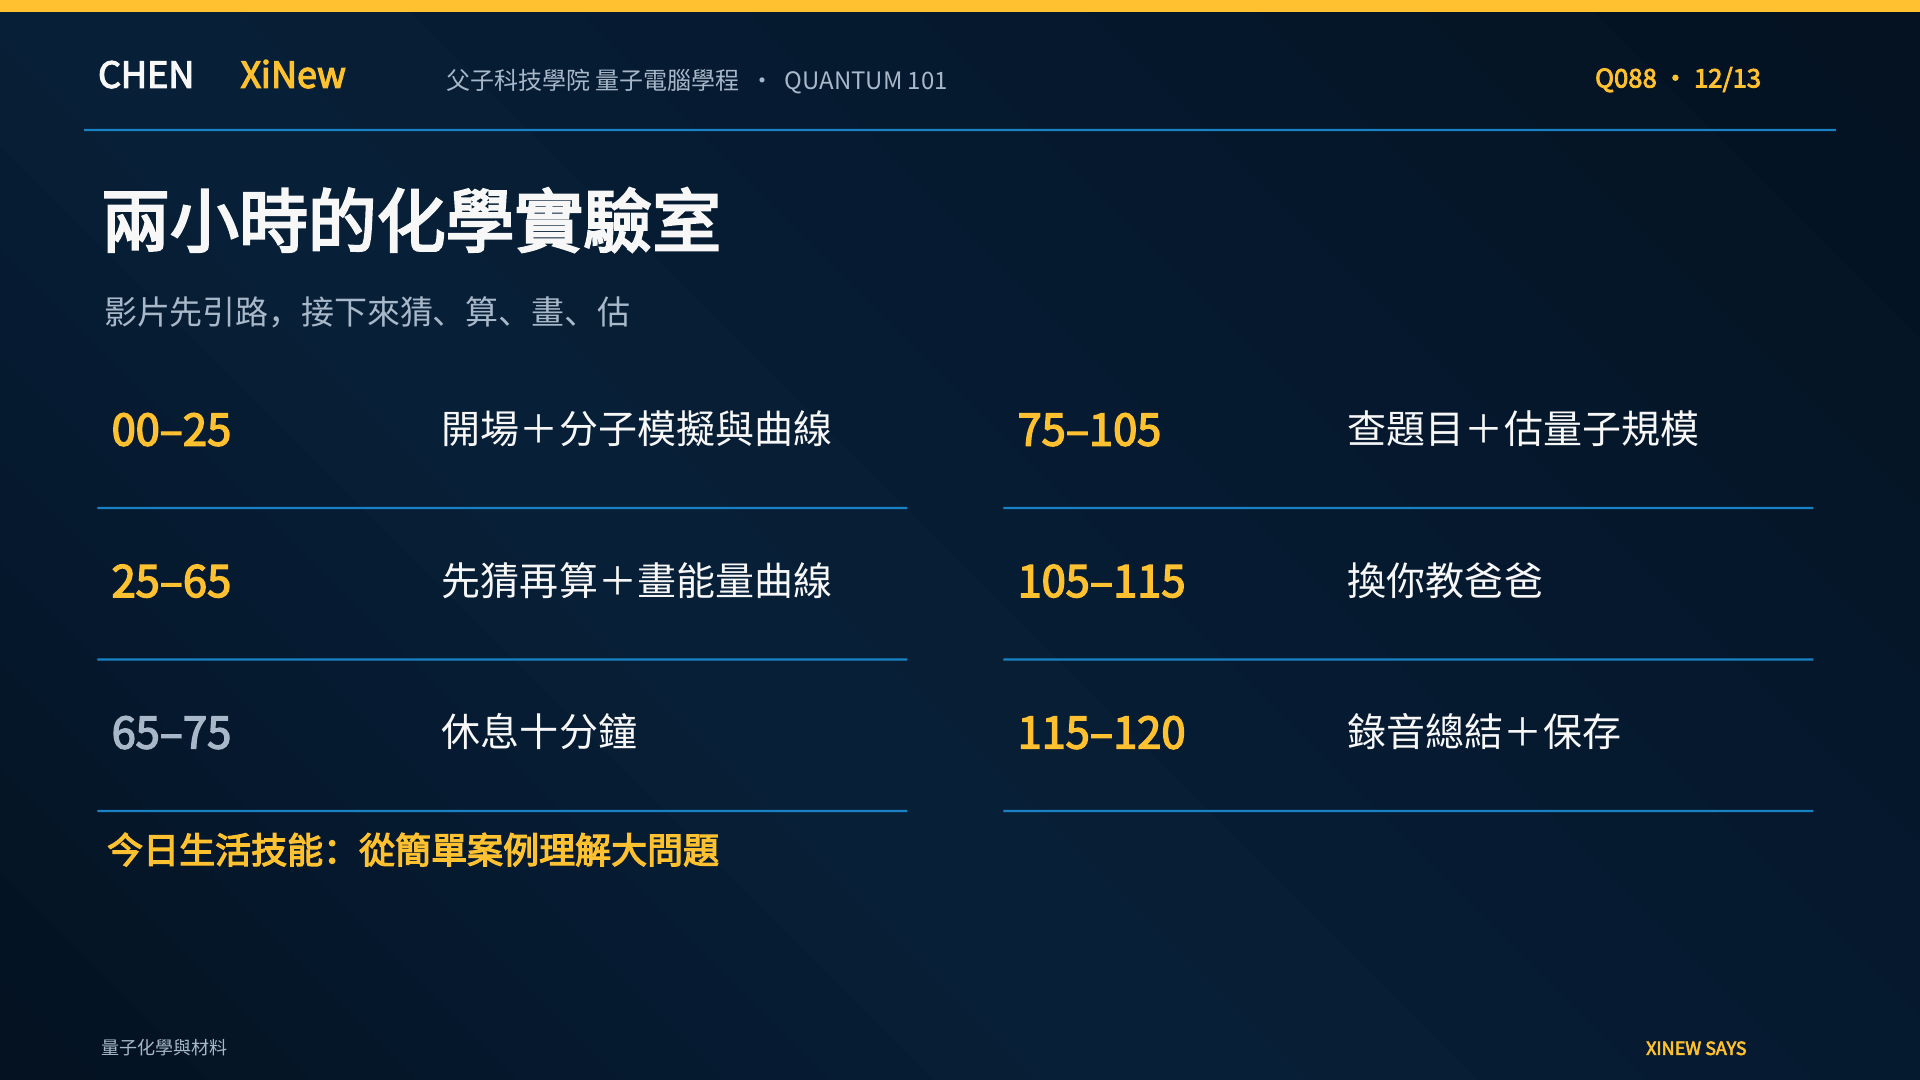 CHEN XiNew 父子科技學院 量子電腦學程 · QUANTUM 101 Q088 · 12/13
兩小時的化學實驗室
影片先引路，接下來猜、算、畫、估
00–25 開場＋分子模擬與曲線
25–65 先猜再算＋畫能量曲線
65–75 休息十分鐘
75–105 查題目＋估量子規模
105–115 換你教爸爸
115–120 錄音總結＋保存
今日生活技能：從簡單案例理解大問題
量子化學與材料 XINEW SAYS